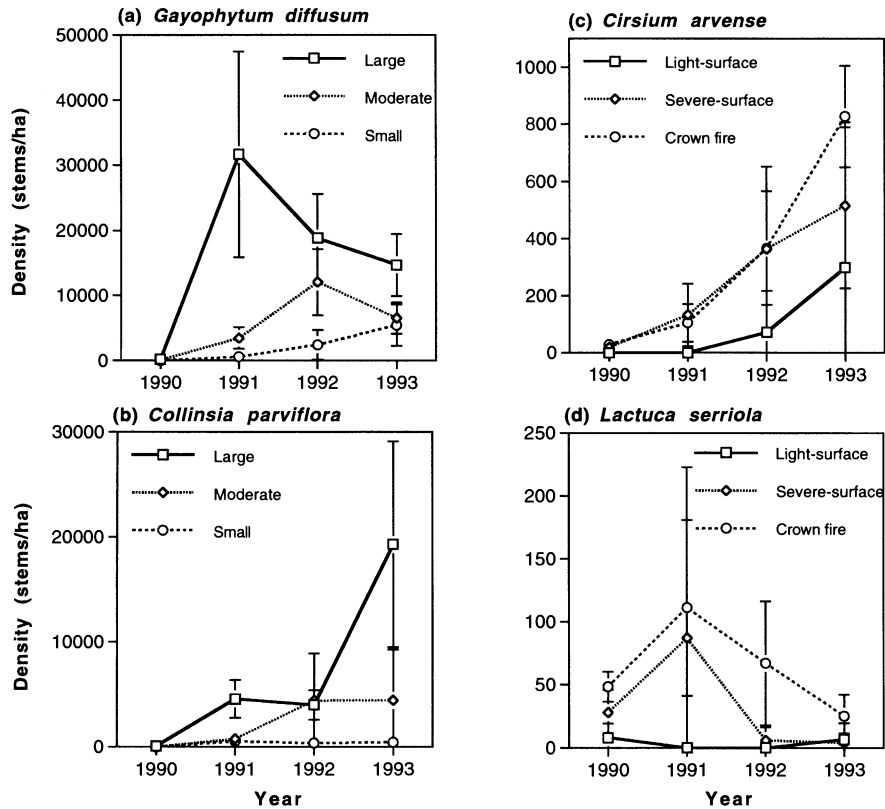 (a) Gayophytum diffusum
50000
40000
30000
20000
10000
0
Density (stems/ha)
Large
Moderate
Small
1990 1991 1992 1993
(b) Collinsia parviflora
30000
20000
10000
0
Density (stems/ha)
Large
Moderate
Small
1990 1991 1992 1993
Year
(c) Cirsium arvense
1000
800
600
400
200
0
Light-surface
Severe-surface
Crown fire
1990 1991 1992 1993
(d) Lactuca serriola
250
200
150
100
50
0
Light-surface
Severe-surface
Crown fire
1990 1991 1992 1993
Year